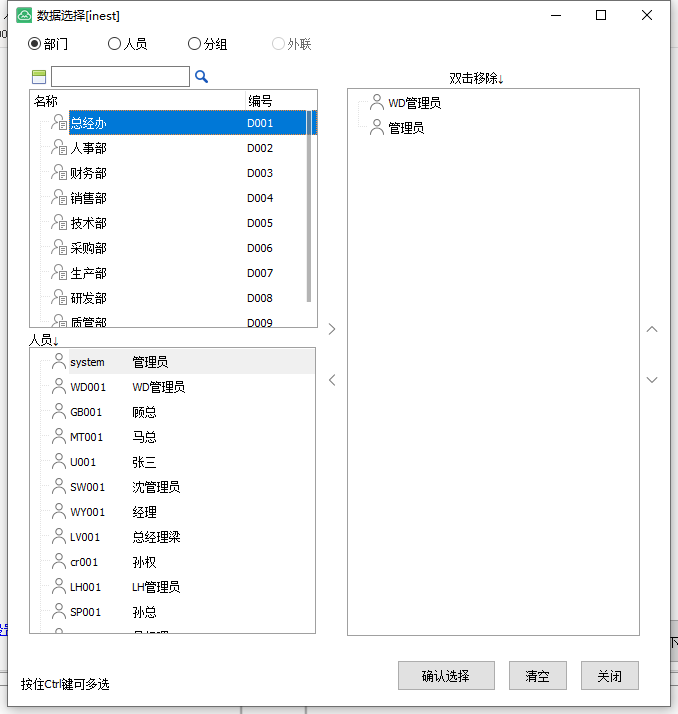 数据选择[inest]
部门 人员 分组 外联
双击移除↓
名称 编号
总经办 D001
人事部 D002
财务部 D003
销售部 D004
技术部 D005
采购部 D006
生产部 D007
研发部 D008
质管部 D009
WD管理员
管理员
人员↓
system 管理员
WD001 WD管理员
GB001 顾总
MT001 马总
U001 张三
SW001 沈管理员
WY001 经理
LV001 总经理梁
cr001 孙权
LH001 LH管理员
SP001 孙总
按住Ctrl键可多选
确认选择 清空 关闭